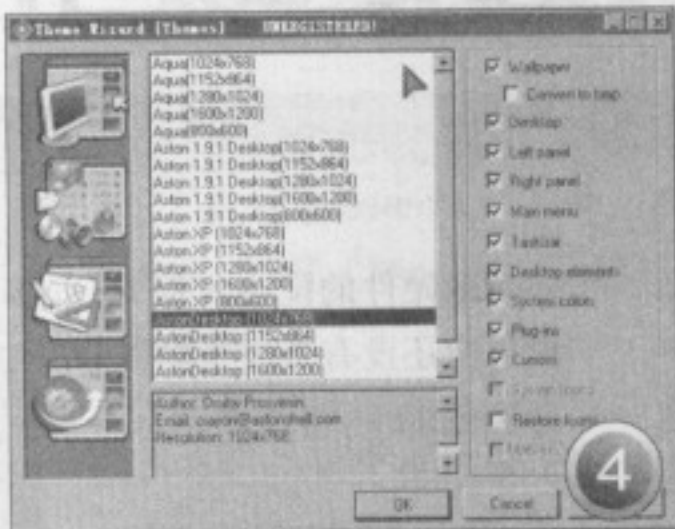 Theme Wizard [Themes] UNREGISTERED!
Aqua(1024x768)
Aqua(1152x864)
Aqua(1280x1024)
Aqua(1600x1200)
Aqua(800x600)
Aston 1.9.1 Desktop(1024x768)
Aston 1.9.1 Desktop(1152x864)
Aston 1.9.1 Desktop(1280x1024)
Aston 1.9.1 Desktop(1600x1200)
Aston 1.9.1 Desktop(800x600)
Aston XP (1024x768)
Aston XP (1152x864)
Aston XP (1280x1024)
Aston XP (1600x1200)
Aston XP (800x600)
AstonDesktop (1024x768)
AstonDesktop (1152x864)
AstonDesktop (1280x1024)
AstonDesktop (1600x1200)
Author:
Email:
Resolution: 1024x768
Wallpaper
Convert to bmp
Desktop
Left panel
Right panel
Main menu
Taskbar
Desktop elements
System colors
Plug-ins
Cursors
Restore Icons
4
OK
Cancel